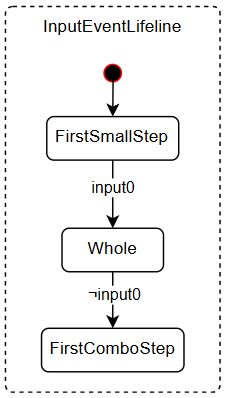 InputEventLifeline
FirstSmallStep
input0
Whole
¬input0
FirstComboStep